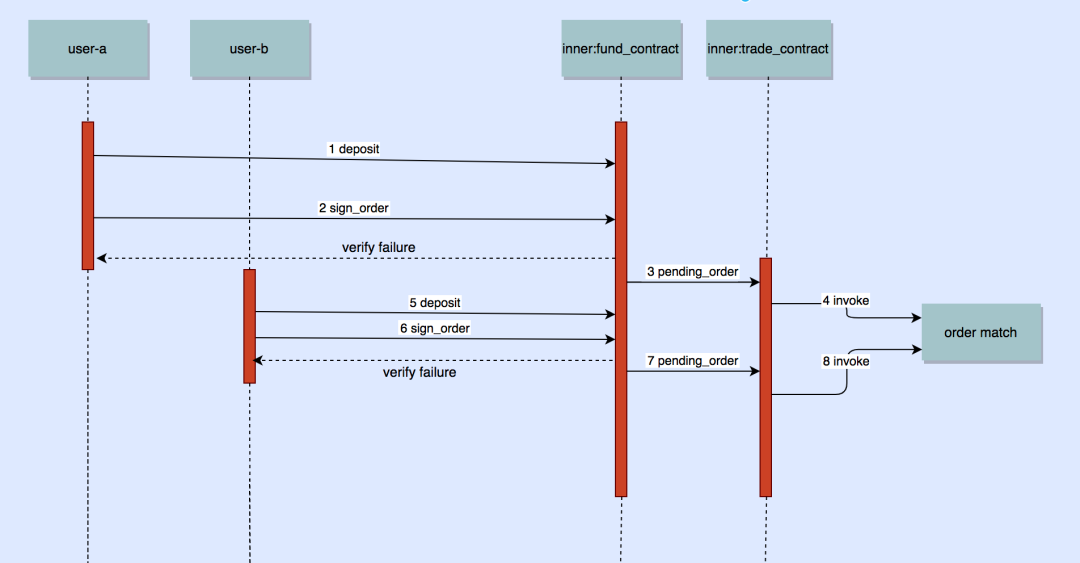 user-a
user-b
inner:fund_contract
inner:trade_contract
1 deposit
2 sign_order
verify failure
3 pending_order
4 invoke
5 deposit
6 sign_order
order match
verify failure
7 pending_order
8 invoke